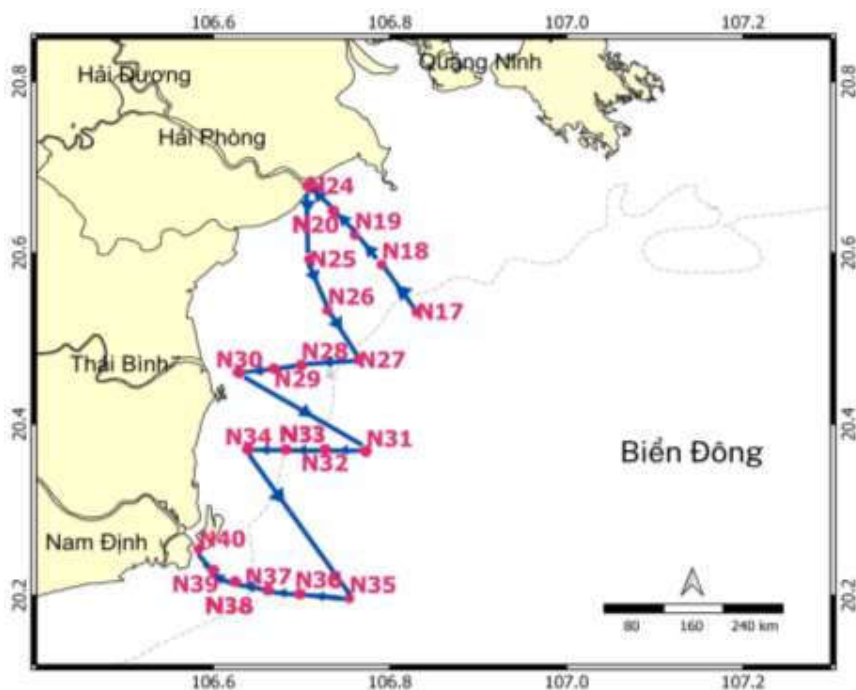 106.6 106.8 107.0 107.2
20.8 20.8
Quảng Ninh
Hải Dương
Hải Phòng
N24
N20 N19
N18
20.6 20.6
N25
N26 N17
N28 N27
N30
Thái Bình
N29
20.4 20.4
N34 N33 N31
N32
Biển Đông
Nam Định
N40
N37 N36 N35
N39
N38
20.2 20.2
80 160 240 km
106.6 106.8 107.0 107.2